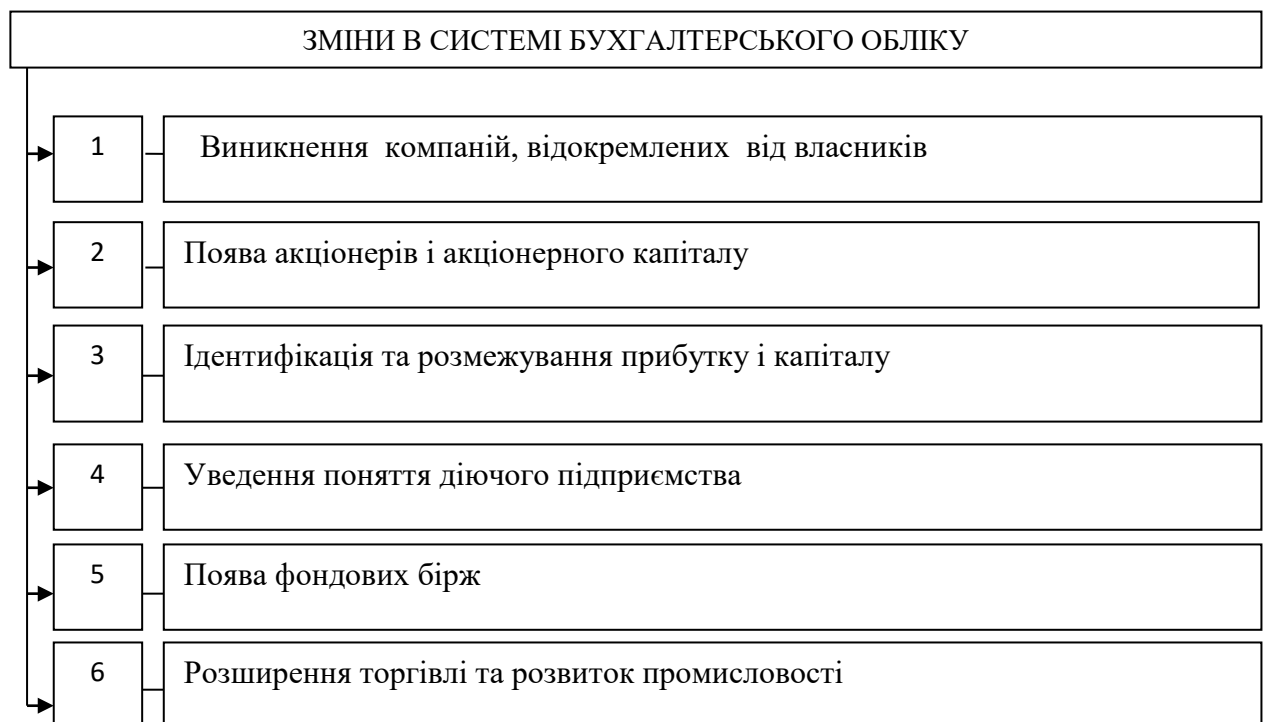 ЗМІНИ В СИСТЕМІ БУХГАЛТЕРСЬКОГО ОБЛІКУ
1 Виникнення компаній, відокремлених від власників
2 Поява акціонерів і акціонерного капіталу
3 Ідентифікація та розмежування прибутку і капіталу
4 Уведення поняття діючого підприємства
5 Поява фондових бірж
6 Розширення торгівлі та розвиток промисловості